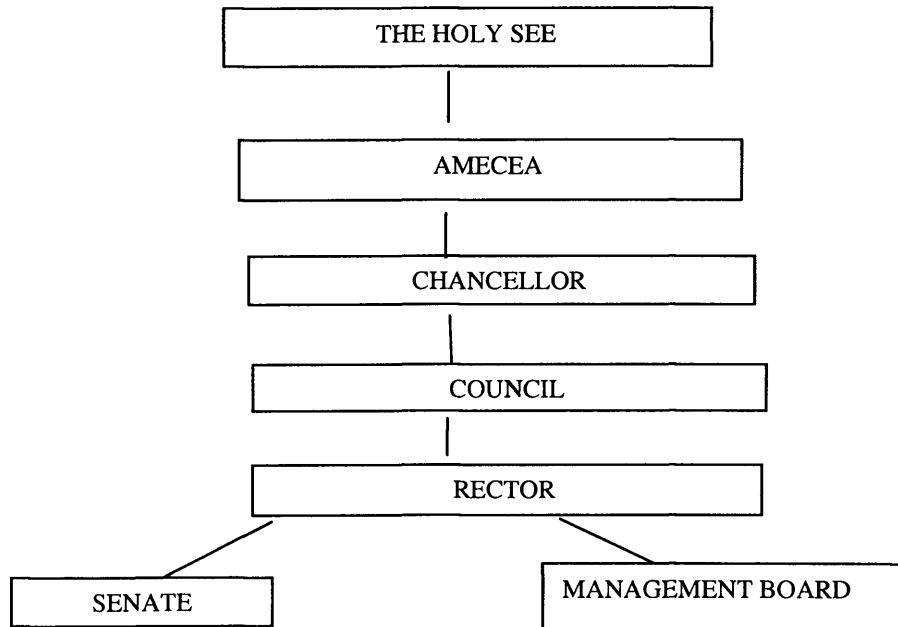 THE HOLY SEE
AMECEA
CHANCELLOR
COUNCIL
RECTOR
SENATE
MANAGEMENT BOARD